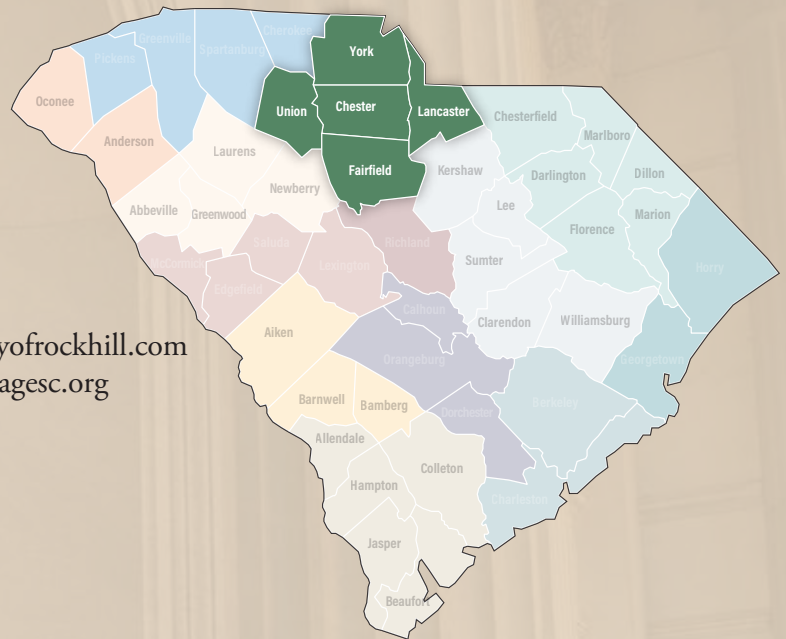 Cherokee
Greenville
Spartanburg
Pickens
York
Oconee
Union
Chester
Lancaster
Chesterfield
Anderson
Marlboro
Laurens
Fairfield
Kershaw
Darlington
Dillon
Newberry
Abbeville
Greenwood
Lee
Marion
Florence
Saluda
Richland
McCormick
Lexington
Sumter
Horry
Edgefield
Calhoun
Clarendon
Williamsburg
Aiken
yofrockhill.com
Orangeburg
Georgetown
agesc.org
Barnwell
Bamberg
Berkeley
Dorchester
Allendale
Colleton
Hampton
Charleston
Jasper
Beaufort